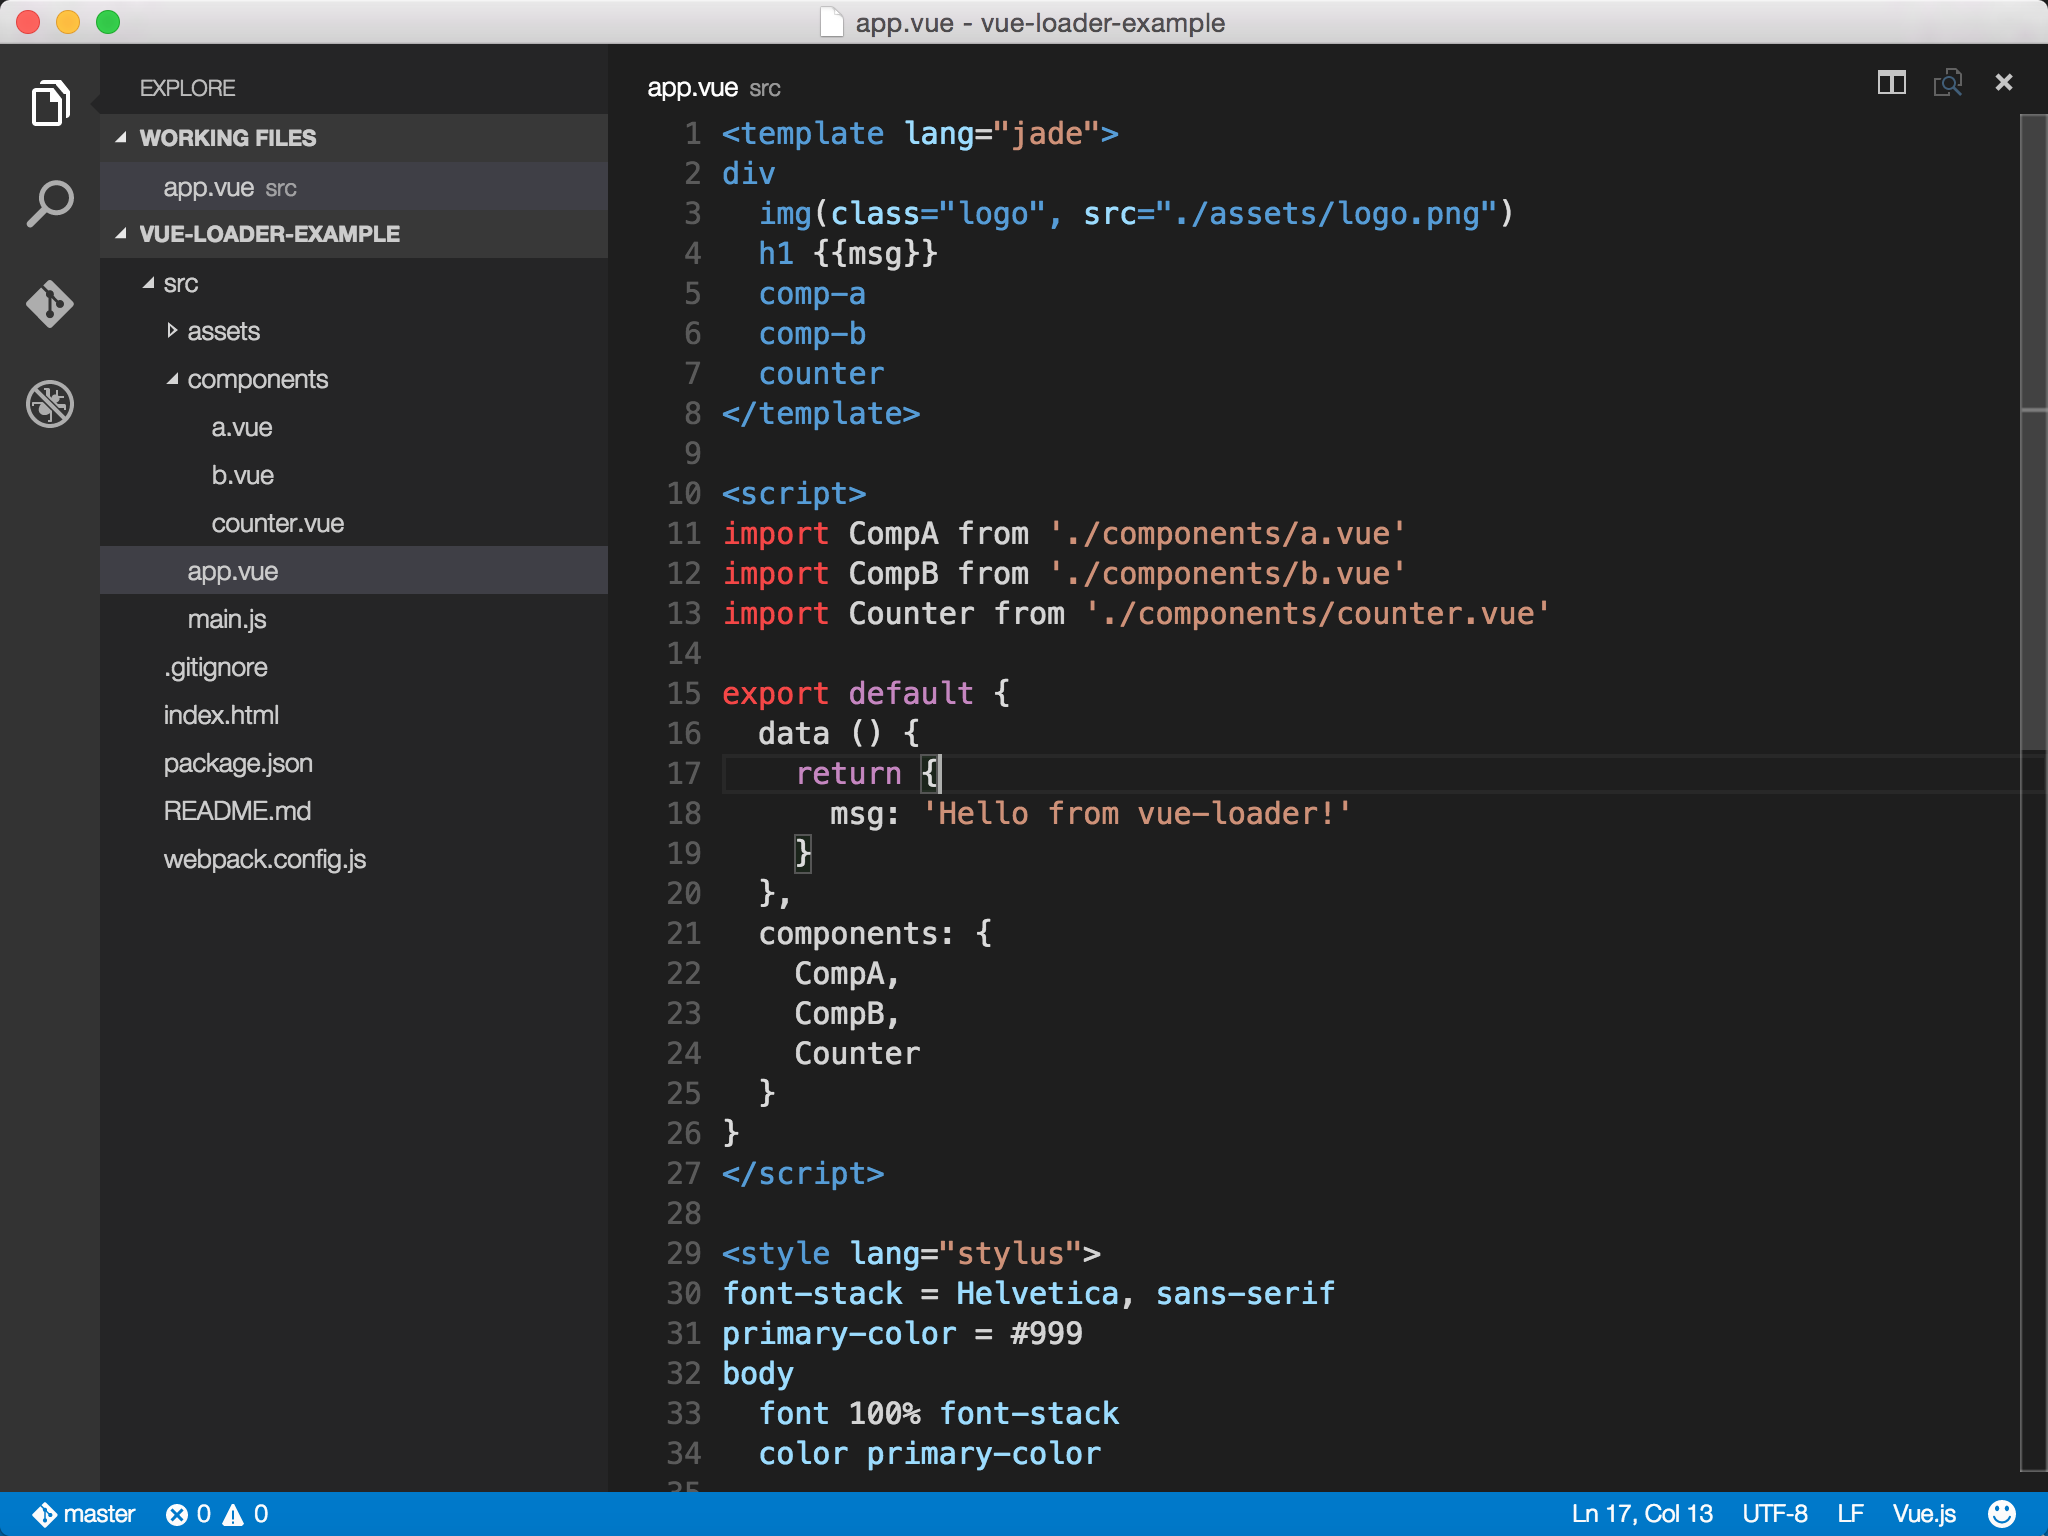 app.vue - vue-loader-example
EXPLORE
WORKING FILES
app.vue src
VUE-LOADER-EXAMPLE
src
assets
components
a.vue
b.vue
counter.vue
app.vue
main.js
.gitignore
index.html
package.json
README.md
webpack.config.js
app.vue src
1 <template lang="jade">
2 div
3   img(class="logo", src="./assets/logo.png")
4   h1 {{msg}}
5   comp-a
6   comp-b
7   counter
8 </template>
9
10 <script>
11 import CompA from './components/a.vue'
12 import CompB from './components/b.vue'
13 import Counter from './components/counter.vue'
14
15 export default {
16   data () {
17     return {
18       msg: 'Hello from vue-loader!'
19     }
20   },
21   components: {
22     CompA,
23     CompB,
24     Counter
25   }
26 }
27 </script>
28
29 <style lang="stylus">
30 font-stack = Helvetica, sans-serif
31 primary-color = #999
32 body
33   font 100% font-stack
34   color primary-color
35
master 0 0 Ln 17, Col 13 UTF-8 LF Vue.js